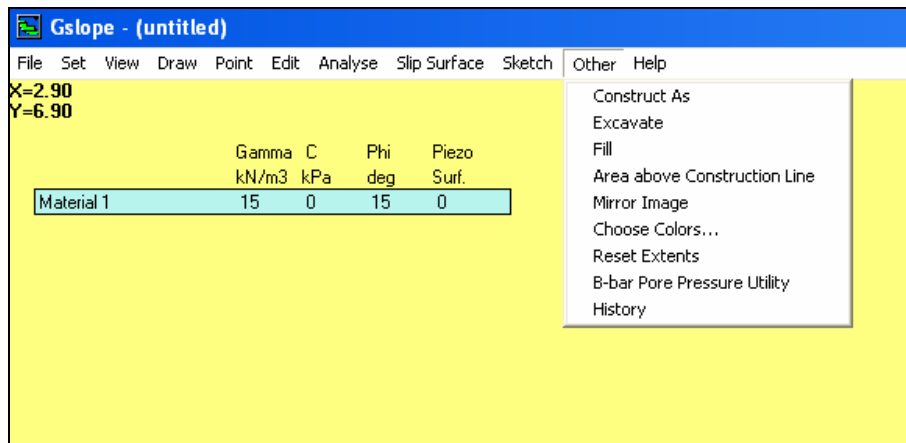 Gslope - (untitled)
File Set View Draw Point Edit Analyse Slip Surface Sketch Other Help
X=2.90
Y=6.90
Gamma C Phi Piezo
kN/m3 kPa deg Surf.
Material 1 15 0 15 0
Construct As
Excavate
Fill
Area above Construction Line
Mirror Image
Choose Colors...
Reset Extents
B-bar Pore Pressure Utility
History